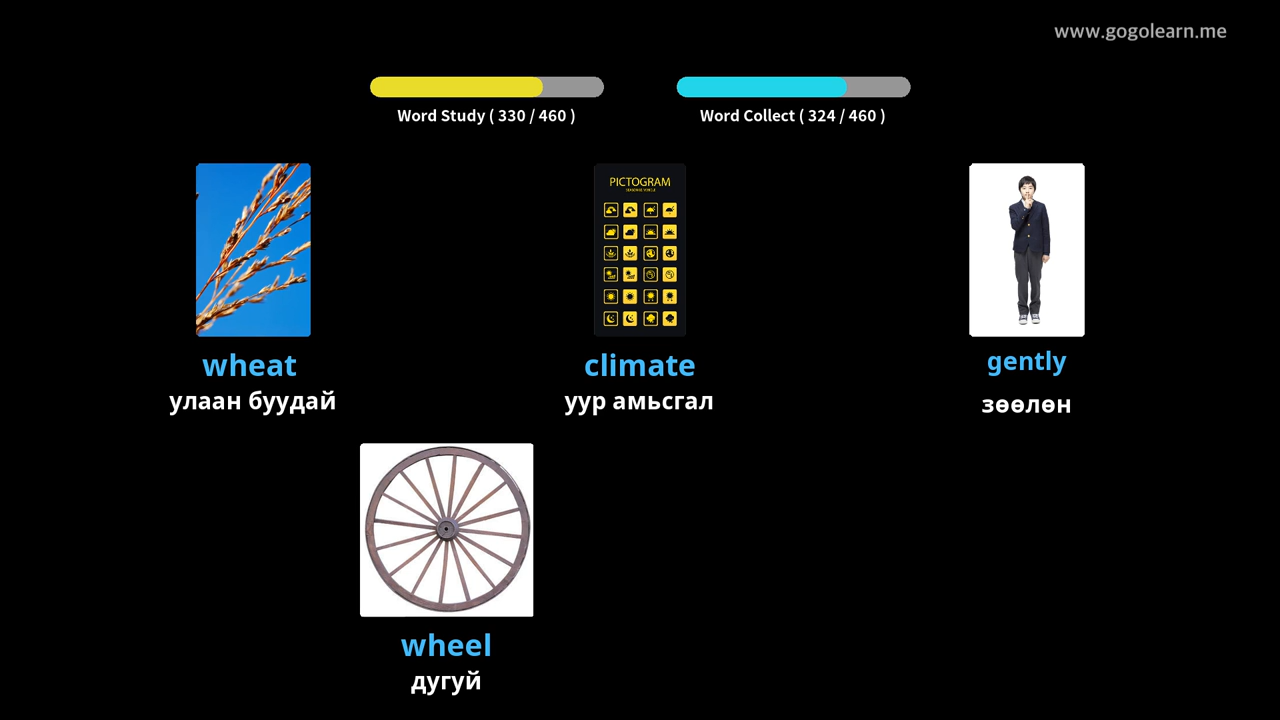 www.gogolearn.me
Word Study ( 330 / 460 )
Word Collect ( 324 / 460 )
PICTOGRAM
wheat
улаан буудай
climate
уур амьсгал
gently
зөөлөн
wheel
дугуй